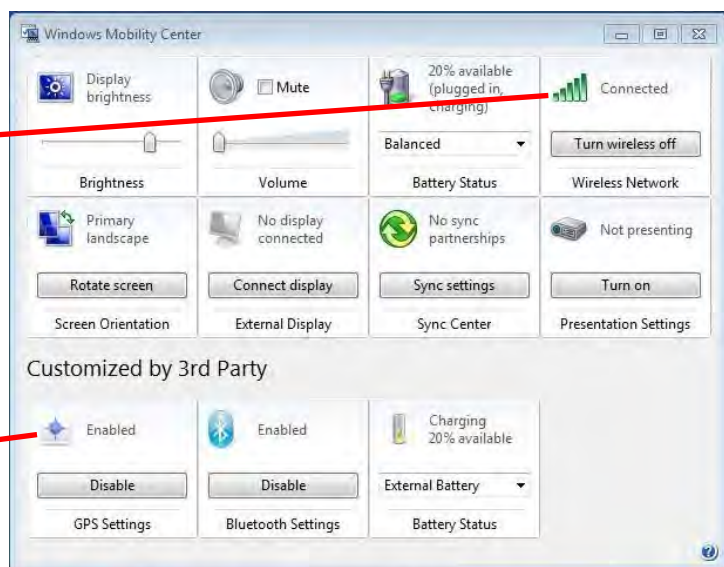 Windows Mobility Center
Display
brightness
Brightness
Mute
Volume
20% available
(plugged in,
charging)
Balanced
Battery Status
Connected
Turn wireless off
Wireless Network
Primary
landscape
Rotate screen
Screen Orientation
No display
connected
Connect display
External Display
No sync
partnerships
Sync settings
Sync Center
Not presenting
Turn on
Presentation Settings
Customized by 3rd Party
Enabled
Disable
GPS Settings
Enabled
Disable
Bluetooth Settings
Charging
20% available
External Battery
Battery Status